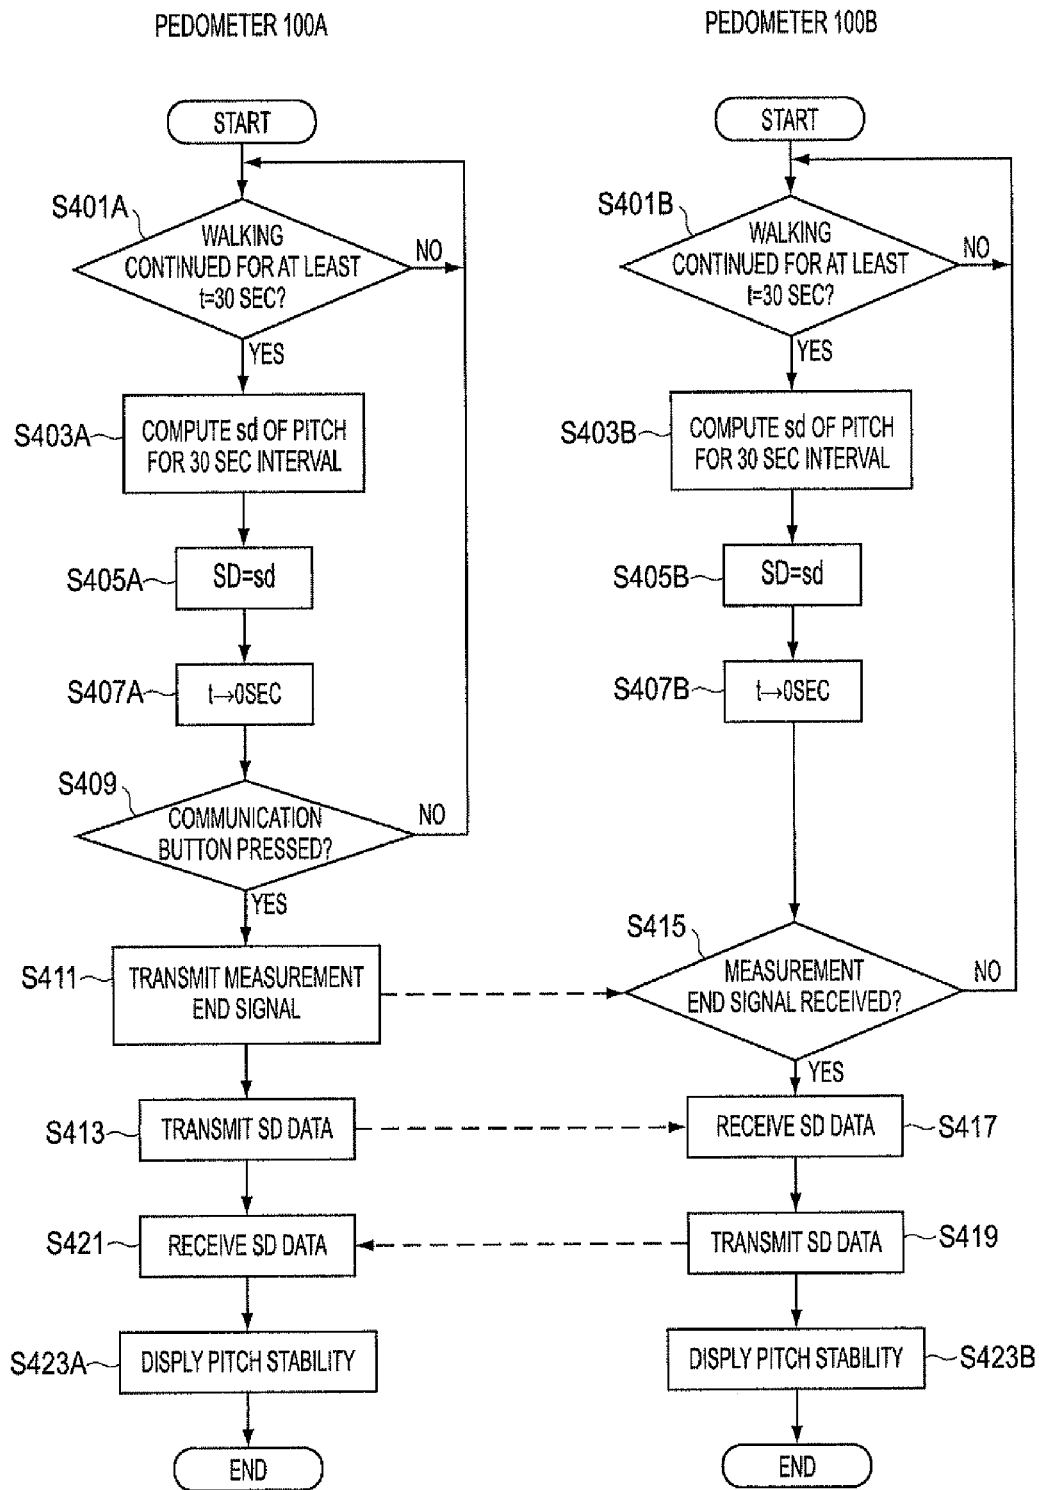 PEDOMETER 100A
PEDOMETER 100B
START
START
S401A
WALKING
CONTINUED FOR AT LEAST
t=30 SEC?
NO
YES
S401B
WALKING
CONTINUED FOR AT LEAST
t=30 SEC?
NO
YES
S403A
COMPUTE sd OF PITCH
FOR 30 SEC INTERVAL
S403B
COMPUTE sd OF PITCH
FOR 30 SEC INTERVAL
S405A
SD=sd
S405B
SD=sd
S407A
t→0SEC
S407B
t→0SEC
S409
COMMUNICATION
BUTTON PRESSED?
NO
YES
S411
TRANSMIT MEASUREMENT
END SIGNAL
S415
MEASUREMENT
END SIGNAL RECEIVED?
NO
YES
S413
TRANSMIT SD DATA
RECEIVE SD DATA
S417
S421
RECEIVE SD DATA
TRANSMIT SD DATA
S419
S423A
DISPLY PITCH STABILITY
DISPLY PITCH STABILITY
S423B
END
END